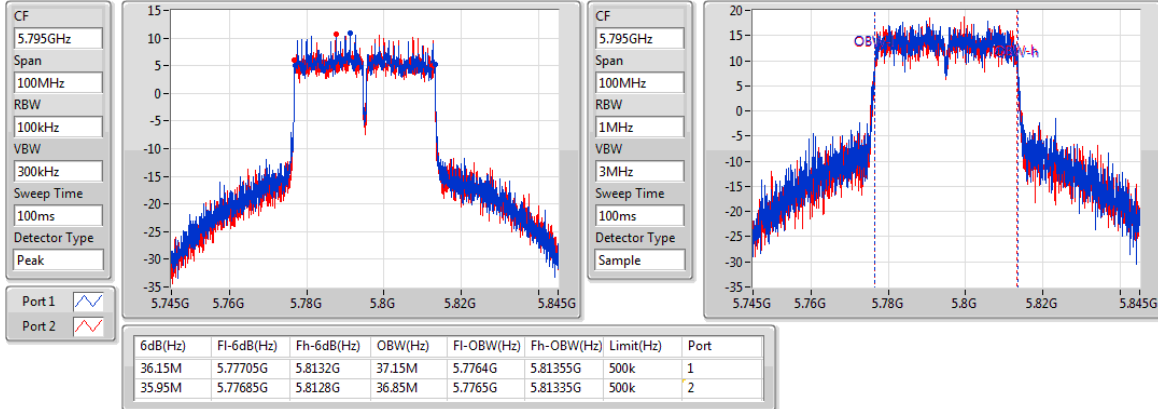 CF
5.795GHz
Span
100MHz
RBW
100kHz
VBW
300kHz
Sweep Time
100ms
Detector Type
Peak
Port 1
Port 2
15
10
5
0
-5
-10
-15
-20
-25
-30
-35
5.745G 5.76G 5.78G 5.8G 5.82G 5.845G
CF
5.795GHz
Span
100MHz
RBW
1MHz
VBW
3MHz
Sweep Time
100ms
Detector Type
Sample
20
15
10
5
0
-5
-10
-15
-20
-25
-30
-35
5.745G 5.76G 5.78G 5.8G 5.82G 5.845G
6dB(Hz) Fl-6dB(Hz) Fh-6dB(Hz) OBW(Hz) Fl-OBW(Hz) Fh-OBW(Hz) Limit(Hz) Port
36.15M 5.77705G 5.8132G 37.15M 5.7764G 5.81355G 500k 1
35.95M 5.77685G 5.8128G 36.85M 5.7765G 5.81335G 500k 2